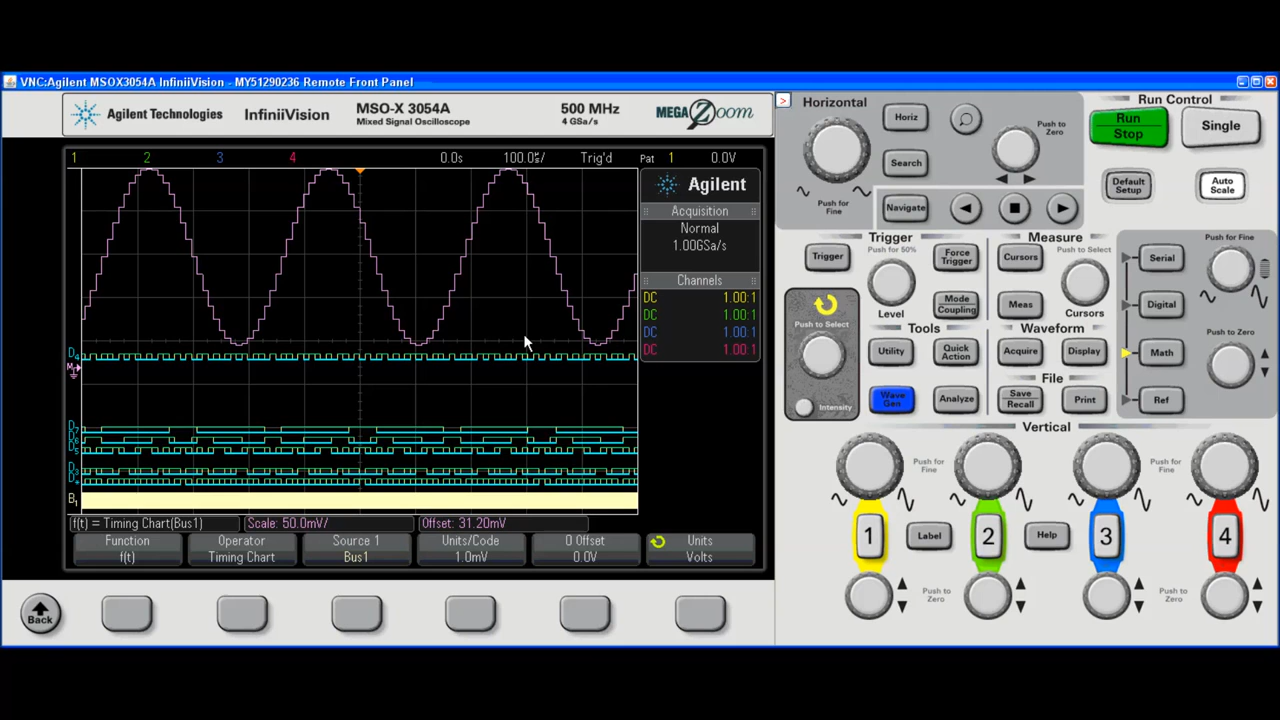 VNC:Agilent MSOX3054A InfiniiVision - MY51290236 Remote Front Panel
Agilent Technologies InfiniiVision MSO-X 3054A Mixed Signal Oscilloscope 500 MHz 4 GSa/s MEGA Zoom
1 2 3 4 0.0s 100.0㎲/ Trig'd Pat 1 0.0V
Agilent
Acquisition
Normal
1.00GSa/s
Channels
DC 1.00:1
DC 1.00:1
DC 1.00:1
DC 1.00:1
B1
f(t) = Timing Chart(Bus1) Scale: 50.0mV/ Offset: 31.20mV
Function Operator Source 1 Units/Code 0 Offset Units
f(t) Timing Chart Bus1 1.0mV 0.0V Volts
Back
>
Horizontal
Push for Fine
Horiz
Search
Navigate
Push to Zero
Run Control
Run Stop
Single
Default Setup
Auto Scale
Trigger
Trigger
Push for 50%
Level
Force Trigger
Mode Coupling
Measure
Cursors
Push to Select
Meas
Cursors
Push to Select
Intensity
Tools
Utility
Quick Action
Wave Gen
Analyze
Waveform
Acquire
Display
File
Save Recall
Print
Serial
Digital
Math
Ref
Push for Fine
Push to Zero
Vertical
Push for Fine
Push for Fine
1 Label 2 Help 3 4
Push to Zero
Push to Zero